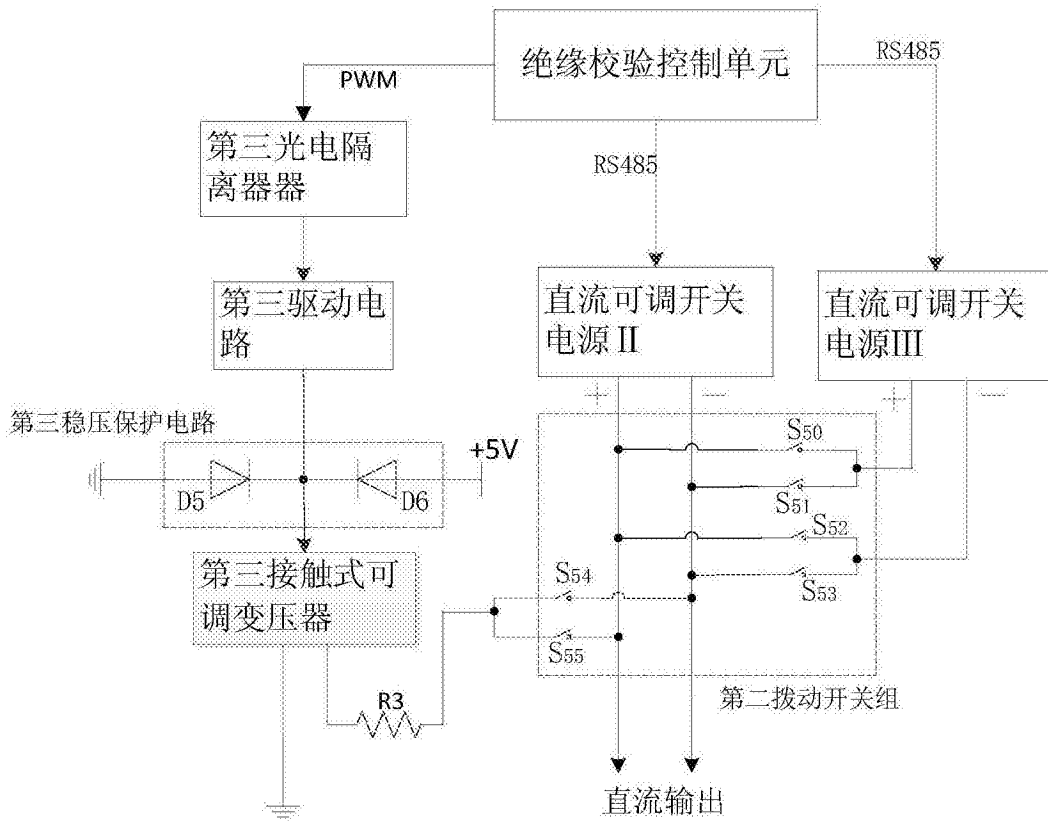 绝缘校验控制单元
PWM
RS485
RS485
第三光电隔
离器器
第三驱动电
路
直流可调开关
电源Ⅱ
直流可调开关
电源Ⅲ
+
—
+
—
第三稳压保护电路
+5V
D5
D6
S50
S51
S52
S53
第三接触式可
调变压器
S54
S55
R3
第二拨动开关组
直流输出